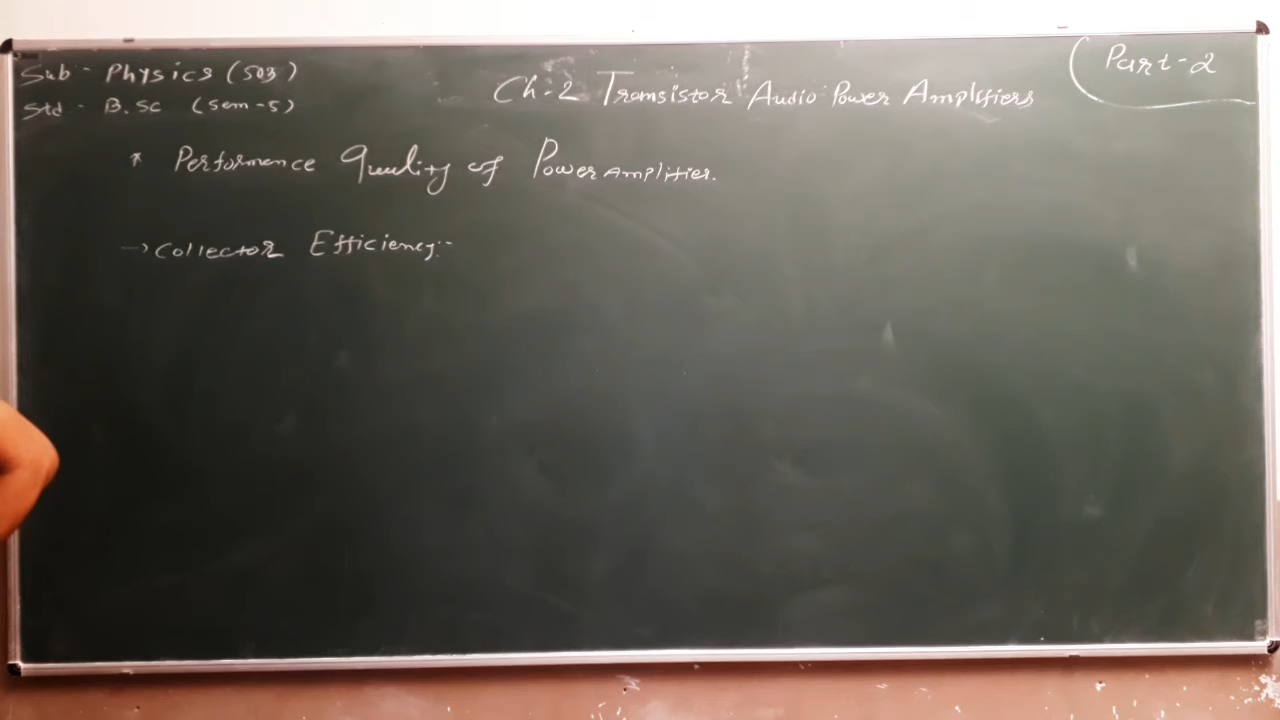 Sub - Physics (503)
Std - B.Sc (Sem-5)
Ch-2 Transistor Audio Power Amplifiers
Part-2
* Performence Quality of Power Amplifier.
→ Collector Efficiency:-